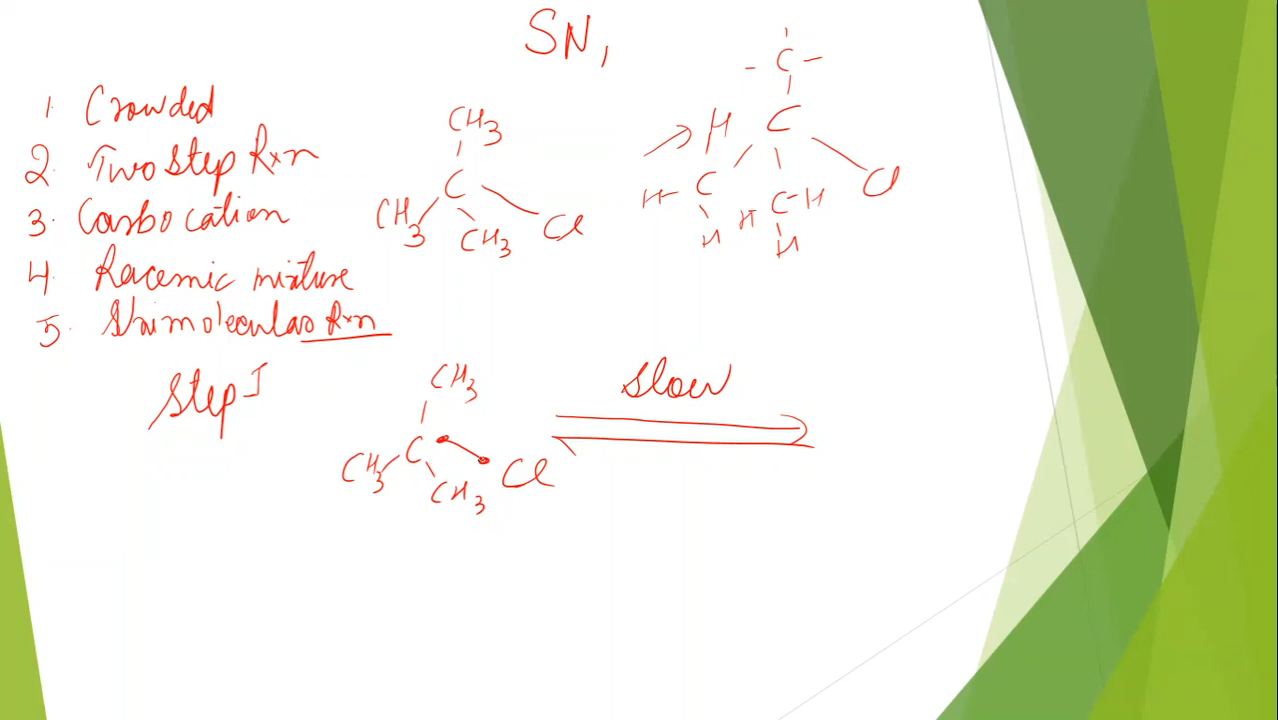 SN1
1. Crowded
2. Two step Rxn
3. Carbocation
4. Racemic mixture
5. Unimolecular Rxn
CH3
C
CH3 CH3 Cl
C
H C
H C H C H Cl
H H
Step I
CH3
C
CH3 CH3 Cl
Slow